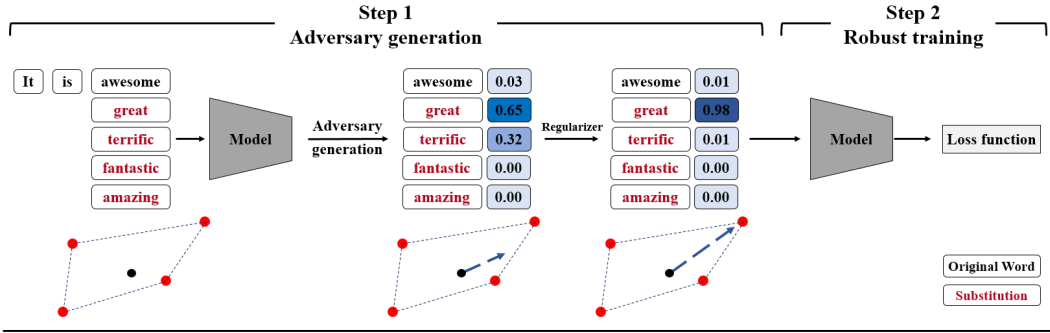 Step 1
Adversary generation
Step 2
Robust training
It is awesome
great
terrific
fantastic
amazing
Model
Adversary
generation
awesome 0.03
great 0.65
terrific 0.32
fantastic 0.00
amazing 0.00
Regularizer
awesome 0.01
great 0.98
terrific 0.01
fantastic 0.00
amazing 0.00
Model
Loss function
Original Word
Substitution